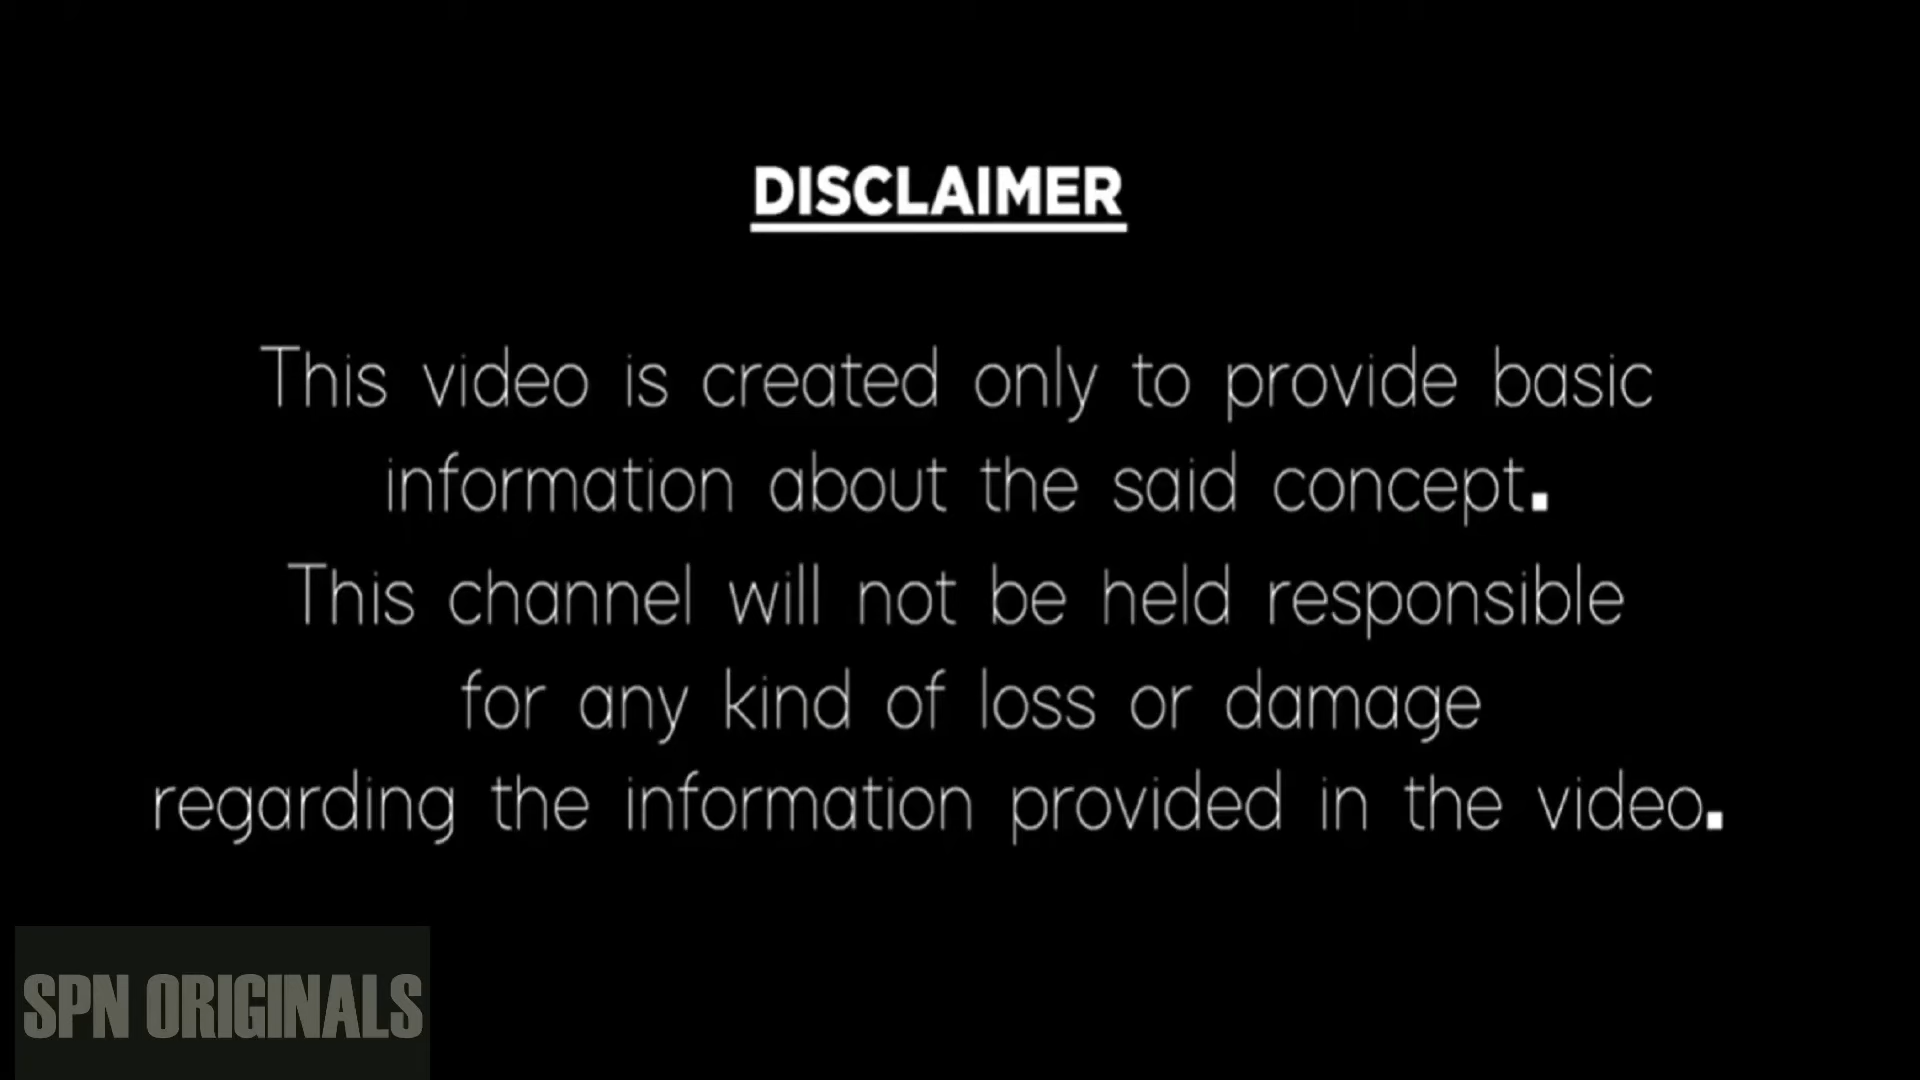 DISCLAIMER
This video is created only to provide basic
information about the said concept.
This channel will not be held responsible
for any kind of loss or damage
regarding the information provided in the video.
SPN ORIGINALS